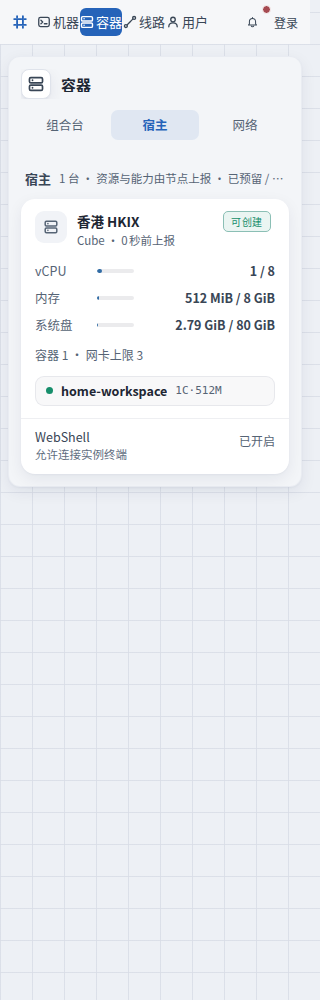 机器 容器 线路 用户 登录
容器
组合台 宿主 网络
宿主 1 台 · 资源与能力由节点上报 · 已预留 / ···
香港 HKIX 可创建
Cube · 0 秒前上报
vCPU 1 / 8
内存 512 MiB / 8 GiB
系统盘 2.79 GiB / 80 GiB
容器 1 · 网卡上限 3
home-workspace 1C·512M
WebShell 已开启
允许连接实例终端